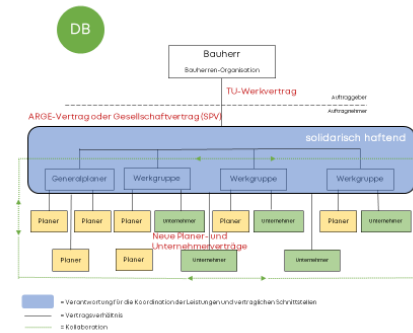 DB
Bauherr
Bauherren-Organisation
TU-Werkvertrag
Auftraggeber
Auftragnehmer
ARGE-Vertrag oder Gesellschaftvertrag (SPV)
solidarisch haftend
Generalplaner
Werkgruppe
Werkgruppe
Werkgruppe
Planer
Planer
Planer
Unternehmer
Planer
Unternehmer
Planer
Unternehmer
Neue Planer- und
Unternehmerverträge
Planer
Planer
Unternehmer
Unternehmer
= Verantwortung für die Koordination der Leistungen und vertraglichen Schnittstellen
= Vertragsverhältnis
= Kollaboration